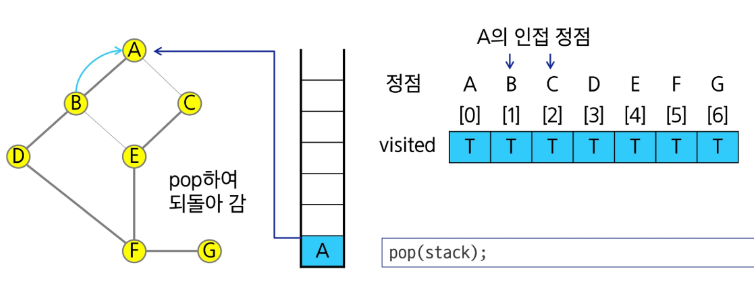 A의 인접 정점
정점 A B C D E F G
[0] [1] [2] [3] [4] [5] [6]
visited T T T T T T T
A
B
C
D
E
F
G
pop하여
되돌아 감
A
pop(stack);